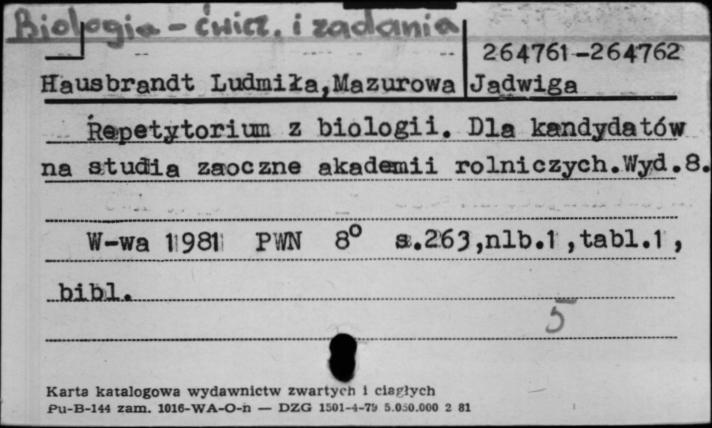 Biologia - ćwicz. i zadania
264761-264762
Hausbrandt Ludmiła,Mazurowa Jadwiga
Repetytorium z biologii. Dla kandydatów
na studia zaoczne akademii rolniczych.Wyd.8.
W-wa 1981 PWN 8° s.263,nlb.1,tabl.1,
bibl.
5
Karta katalogowa wydawnictw zwartych i ciągłych
Pu-B-144 zam. 1016-WA-O-n — DZG 1501-4-79 5.050.000 2 81